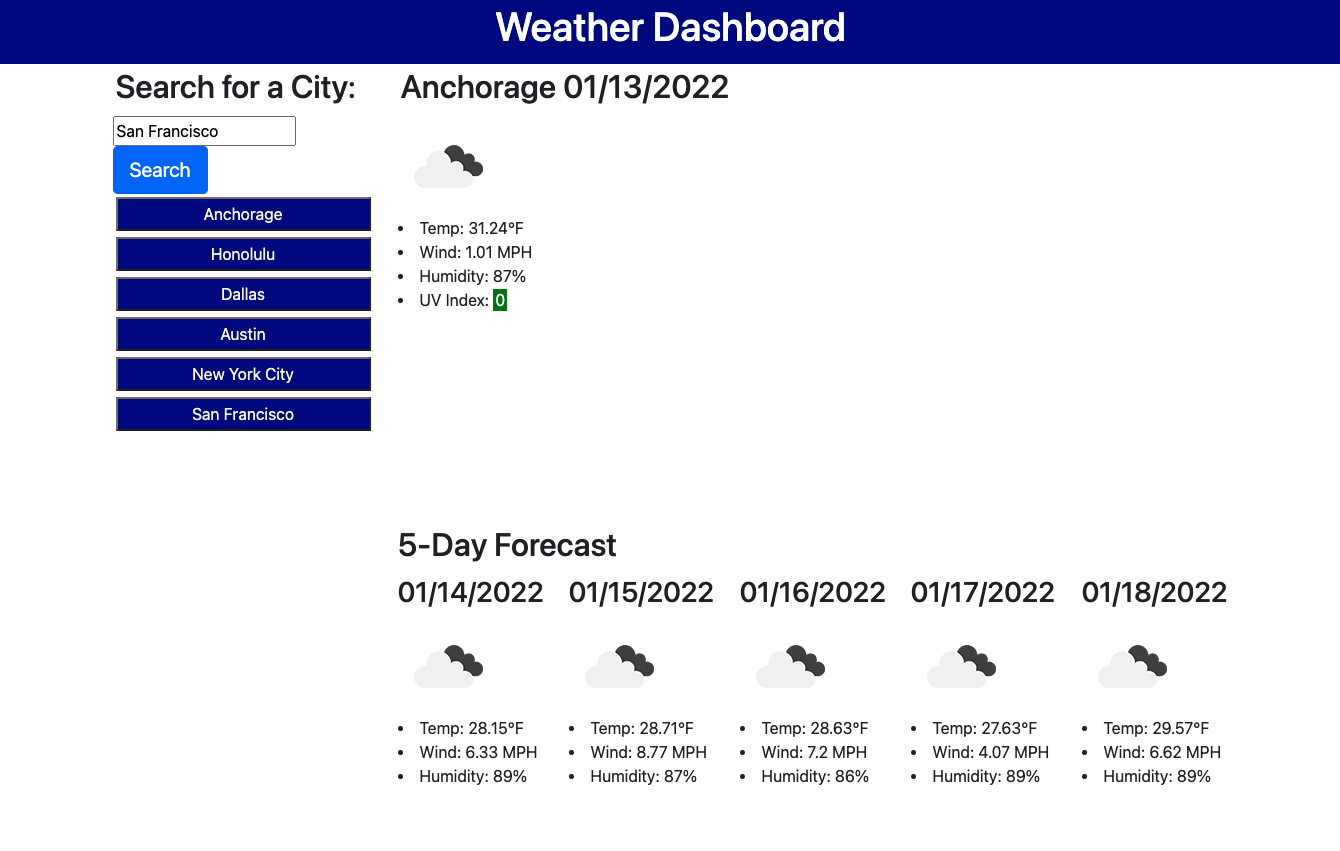 Weather Dashboard
Search for a City:
San Francisco
Search
Anchorage
Honolulu
Dallas
Austin
New York City
San Francisco
Anchorage 01/13/2022
Temp: 31.24°F
Wind: 1.01 MPH
Humidity: 87%
UV Index: 0
5-Day Forecast
01/14/2022
Temp: 28.15°F
Wind: 6.33 MPH
Humidity: 89%
01/15/2022
Temp: 28.71°F
Wind: 8.77 MPH
Humidity: 87%
01/16/2022
Temp: 28.63°F
Wind: 7.2 MPH
Humidity: 86%
01/17/2022
Temp: 27.63°F
Wind: 4.07 MPH
Humidity: 89%
01/18/2022
Temp: 29.57°F
Wind: 6.62 MPH
Humidity: 89%